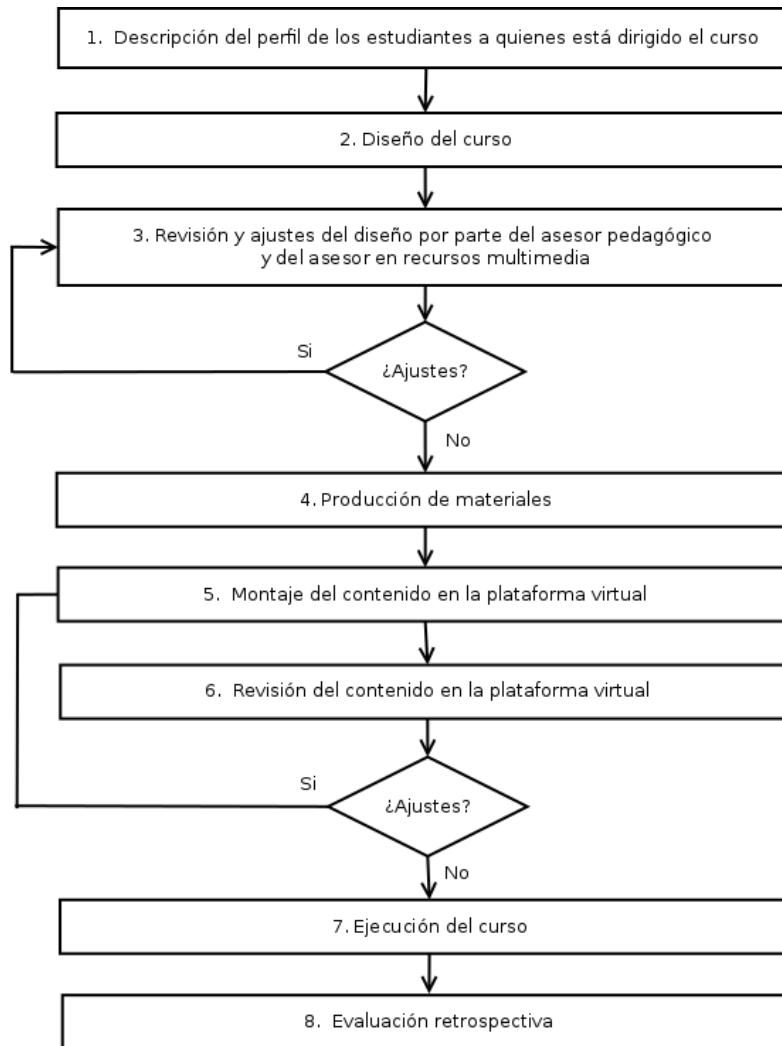 1. Descripción del perfil de los estudiantes a quienes está dirigido el curso
2. Diseño del curso
3. Revisión y ajustes del diseño por parte del asesor pedagógico
y del asesor en recursos multimedia
Si
¿Ajustes?
No
4. Producción de materiales
5. Montaje del contenido en la plataforma virtual
6. Revisión del contenido en la plataforma virtual
Si
¿Ajustes?
No
7. Ejecución del curso
8. Evaluación retrospectiva